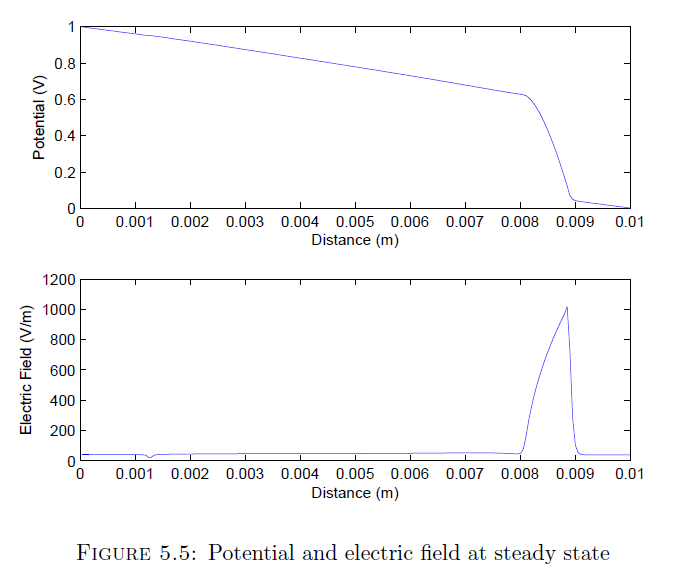 1
0.8
0.6
0.4
0.2
0
Potential (V)
0 0.001 0.002 0.003 0.004 0.005 0.006 0.007 0.008 0.009 0.01
Distance (m)
1200
1000
800
600
400
200
0
Electric Field (V/m)
0 0.001 0.002 0.003 0.004 0.005 0.006 0.007 0.008 0.009 0.01
Distance (m)
FIGURE 5.5: Potential and electric field at steady state